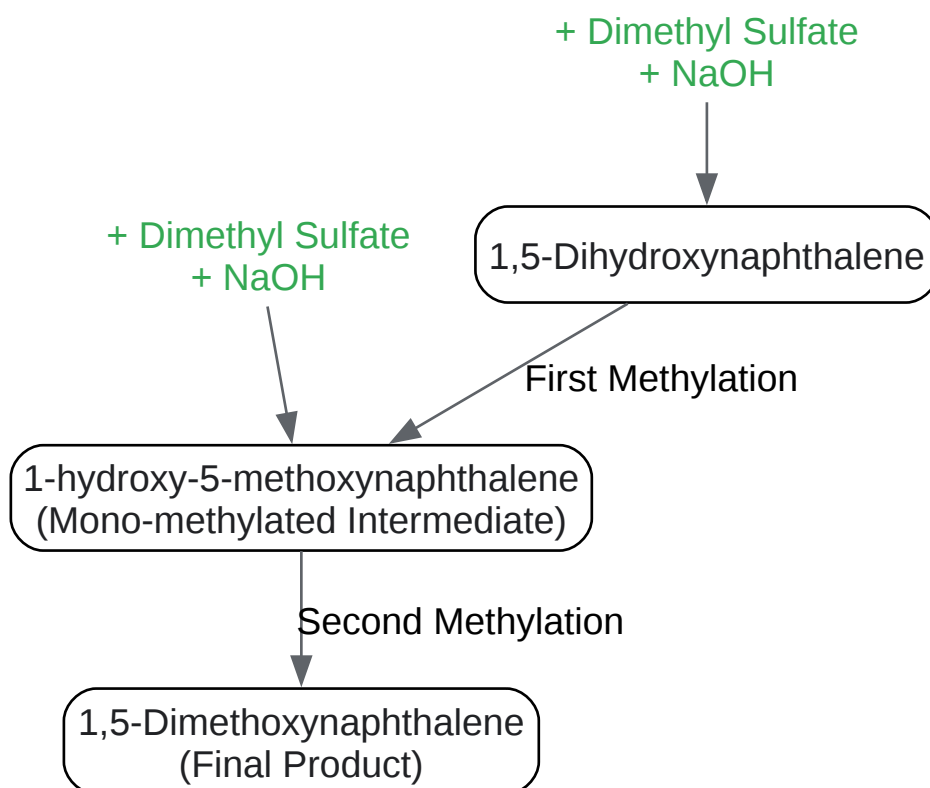 + Dimethyl Sulfate
+ NaOH
1,5-Dihydroxynaphthalene
+ Dimethyl Sulfate
+ NaOH
First Methylation
1-hydroxy-5-methoxynaphthalene
(Mono-methylated Intermediate)
Second Methylation
1,5-Dimethoxynaphthalene
(Final Product)